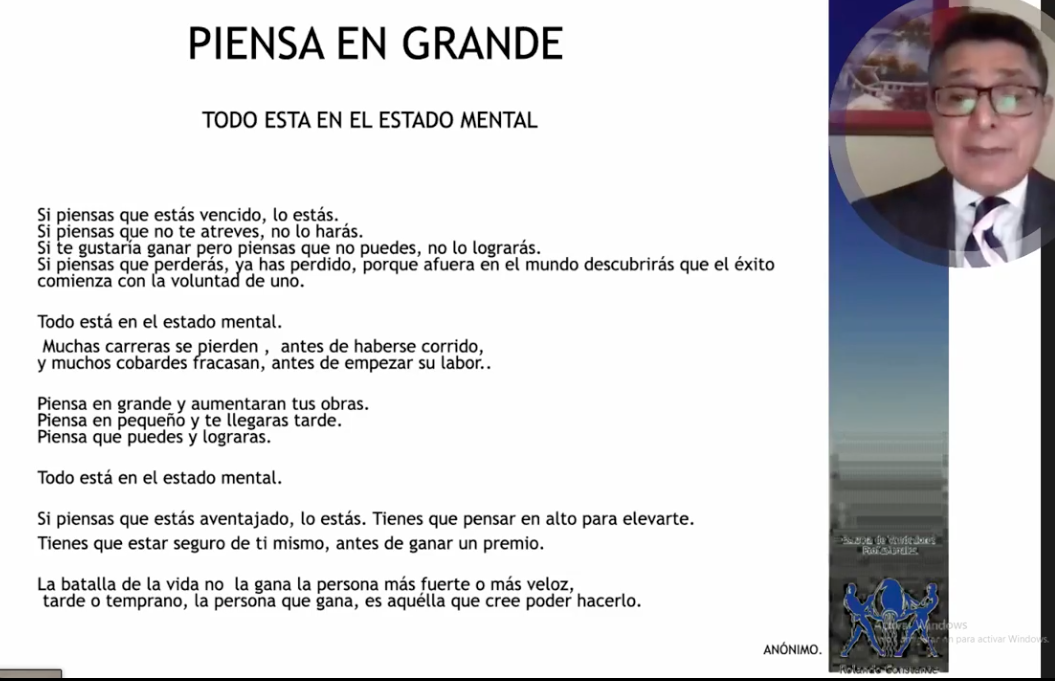 PIENSA EN GRANDE
TODO ESTA EN EL ESTADO MENTAL
Si piensas que estás vencido, lo estás.
Si piensas que no te atreves, no lo harás.
Si te gustaría ganar pero piensas que no puedes, no lo lograrás.
Si piensas que perderás, ya has perdido, porque afuera en el mundo descubrirás que el éxito
comienza con la voluntad de uno.
Todo está en el estado mental.
Muchas carreras se pierden , antes de haberse corrido,
y muchos cobardes fracasan, antes de empezar su labor..
Piensa en grande y aumentaran tus obras.
Piensa en pequeño y te llegaras tarde.
Piensa que puedes y lograras.
Todo está en el estado mental.
Si piensas que estás aventajado, lo estás. Tienes que pensar en alto para elevarte.
Tienes que estar seguro de ti mismo, antes de ganar un premio.
La batalla de la vida no la gana la persona más fuerte o más veloz,
tarde o temprano, la persona que gana, es aquélla que cree poder hacerlo.
ANÓNIMO.
Activar Windows
para activar Windows.